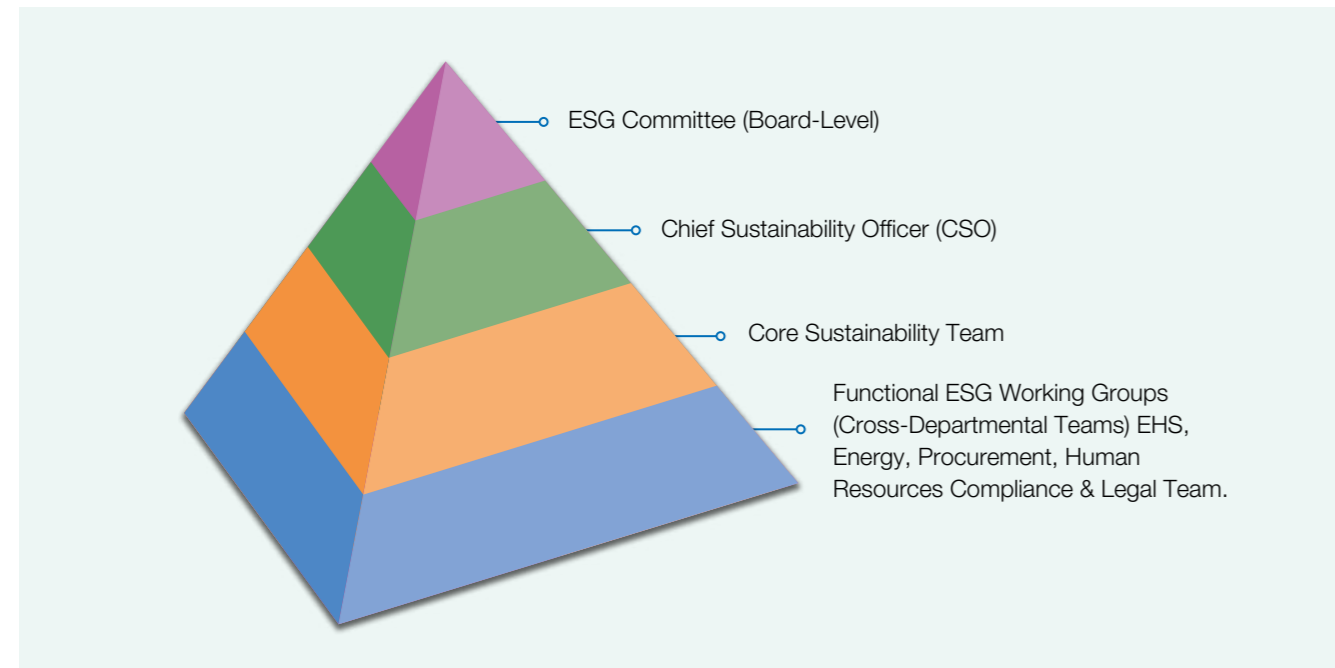 ESG Committee (Board-Level)
Chief Sustainability Officer (CSO)
Core Sustainability Team
Functional ESG Working Groups
(Cross-Departmental Teams) EHS,
Energy, Procurement, Human
Resources Compliance & Legal Team.